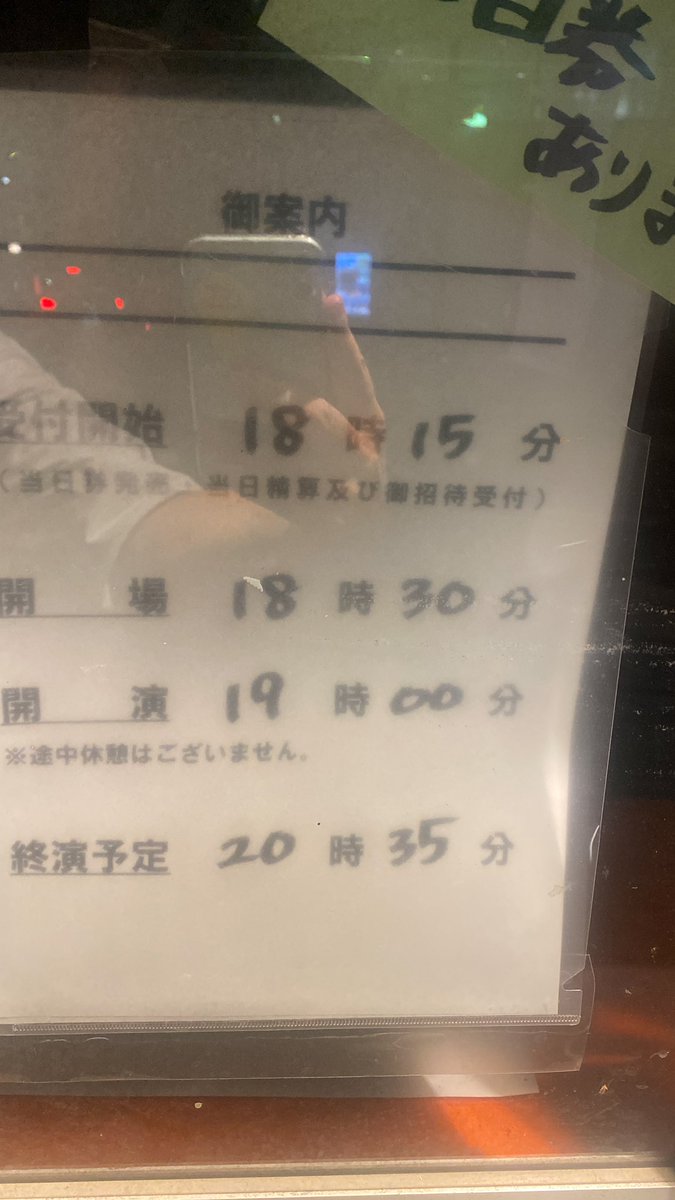 日券
ありま
御案内
受付開始 18時15分
(当日券発売・当日精算及び御招待受付)
開 場 18時30分
開 演 19時00分
※途中休憩はございません。
終演予定 20時35分